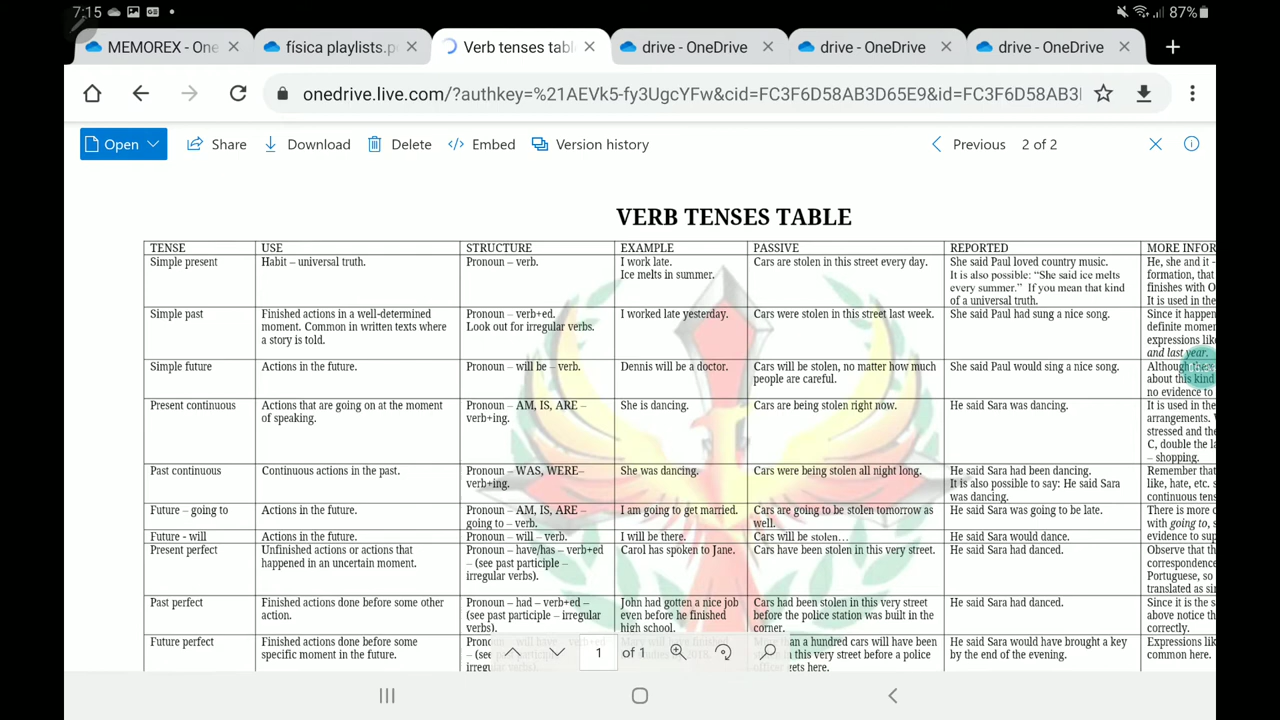 7:15
87%
MEMOREX - One
física playlists.p
Verb tenses tabl
drive - OneDrive
drive - OneDrive
drive - OneDrive
onedrive.live.com/?authkey=%21AEVk5-fy3UgcYFw&cid=FC3F6D58AB3D65E9&id=FC3F6D58AB3
Open Share Download Delete Embed Version history Previous 2 of 2
VERB TENSES TABLE
TENSE USE STRUCTURE EXAMPLE PASSIVE REPORTED MORE INFOR
Simple present Habit – universal truth. Pronoun – verb. I work late. Cars are stolen in this street every day. She said Paul loved country music. He, she and it -
Ice melts in summer. It is also possible: “She said ice melts formation, that
every summer.” If you mean that kind finishes with O
of a universal truth. It is used in the
Simple past Finished actions in a well-determined Pronoun – verb+ed. I worked late yesterday. Cars were stolen in this street last week. She said Paul had sung a nice song. Since it happen
moment. Common in written texts where Look out for irregular verbs. definite momen
a story is told. expressions lik
and last year.
Simple future Actions in the future. Pronoun – will be – verb. Dennis will be a doctor. Cars will be stolen, no matter how much She said Paul would sing a nice song. Although
people are careful. about this kind
no evidence to
Present continuous Actions that are going on at the moment Pronoun – AM, IS, ARE – She is dancing. Cars are being stolen right now. He said Sara was dancing. It is used in the
of speaking. verb+ing. arrangements.
stressed and the
C, double the la
– shopping.
Past continuous Continuous actions in the past. Pronoun – WAS, WERE– She was dancing. Cars were being stolen all night long. He said Sara had been dancing. Remember that
verb+ing. It is also possible to say: He said Sara like, hate, etc. s
was dancing. continuous tens
Future – going to Actions in the future. Pronoun – AM, IS, ARE – I am going to get married. Cars are going to be stolen tomorrow as He said Sara was going to be late. There is more c
going to – verb. well. with going to, s
evidence to sup
Future - will Actions in the future. Pronoun – will – verb. I will be there. Cars will be stolen… He said Sara would dance.
Present perfect Unfinished actions or actions that Pronoun – have/has – verb+ed Carol has spoken to Jane. Cars have been stolen in this very street. He said Sara had danced. Observe that th
happened in an uncertain moment. – (see past participle – correspondence
irregular verbs). Portuguese, so
translated as sin
Past perfect Finished actions done before some other Pronoun – had – verb+ed – John had gotten a nice job Cars had been stolen in this very street He said Sara had danced. Since it is the s
action. (see past participle – irregular even before he finished before the police station was built in the above notice th
verbs). high school. corner. correctly.
Future perfect Finished actions done before some an a hundred cars will have been He said Sara would have brought a key Expressions lik
specific moment in the future. – (see this very street before a police by the end of the evening. common here.
gets here.
1 of 1